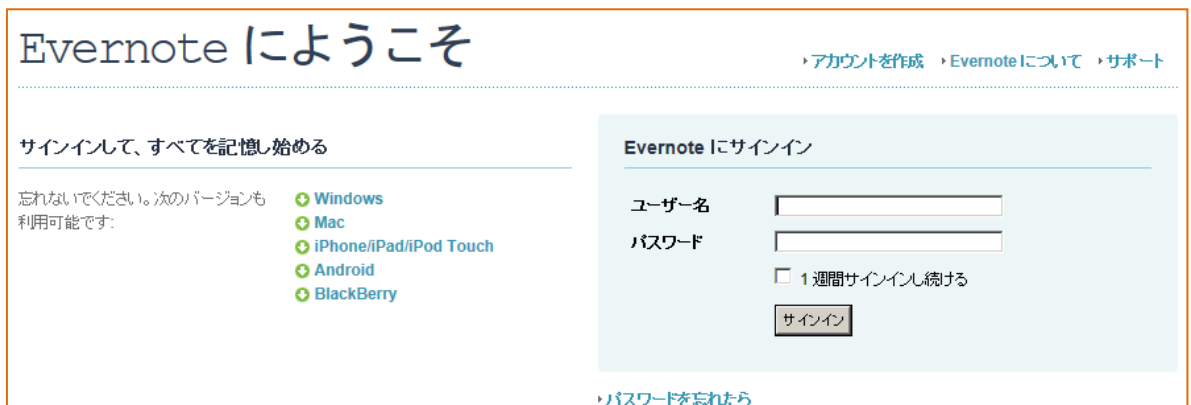 Evernote にようこそ
アカウントを作成 Evernote について サポート
サインインして、すべてを記憶し始める
忘れないでください。次のバージョンも
利用可能です:
Windows
Mac
iPhone/iPad/iPod Touch
Android
BlackBerry
Evernote にサインイン
ユーザー名
パスワード
1 週間サインインし続ける
サインイン
パスワードを忘れたら